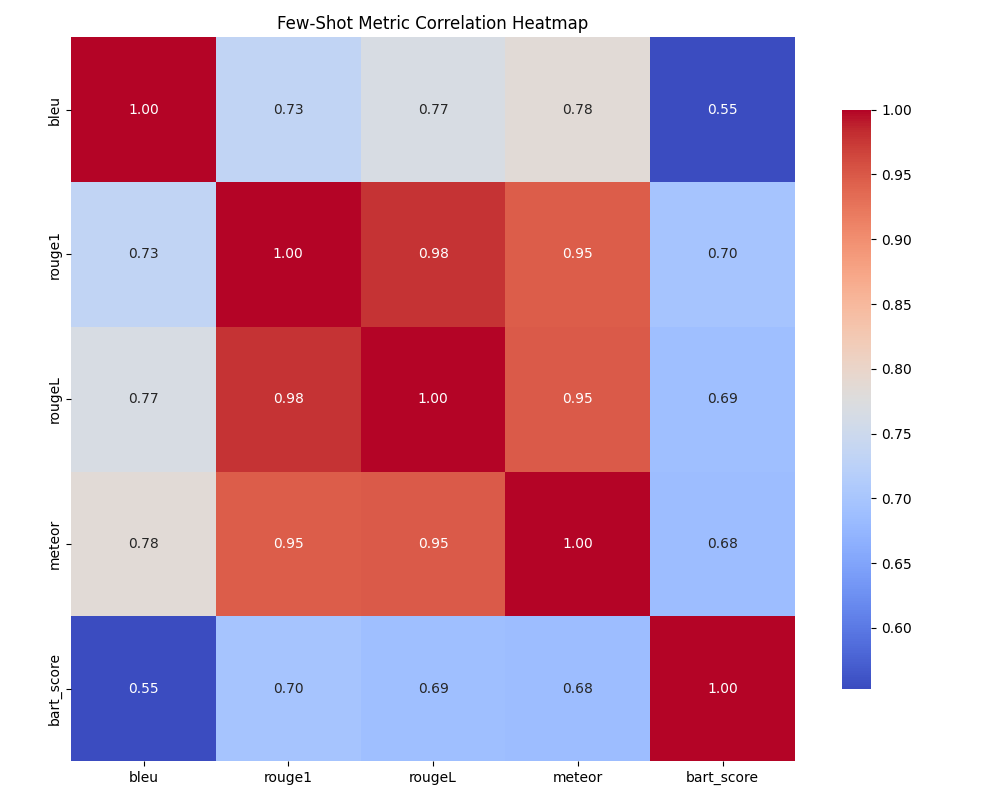 Few-Shot Metric Correlation Heatmap
bleu 1.00 0.73 0.77 0.78 0.55
rouge1 0.73 1.00 0.98 0.95 0.70
rougeL 0.77 0.98 1.00 0.95 0.69
meteor 0.78 0.95 0.95 1.00 0.68
bart_score 0.55 0.70 0.69 0.68 1.00
bleu rouge1 rougeL meteor bart_score
1.00
0.95
0.90
0.85
0.80
0.75
0.70
0.65
0.60